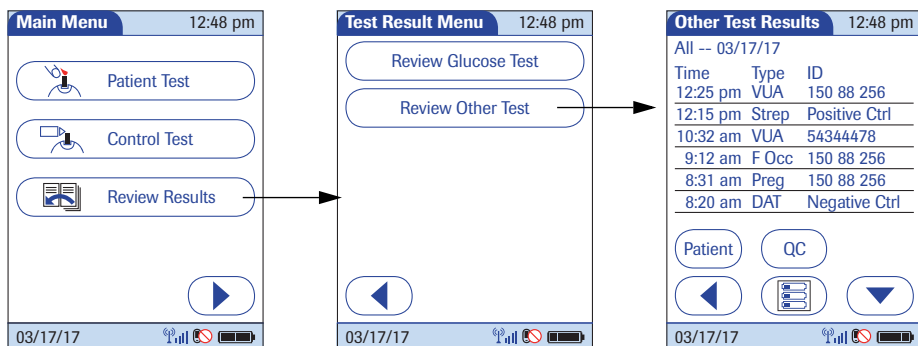 Main Menu 12:48 pm
Patient Test
Control Test
Review Results
03/17/17
Test Result Menu 12:48 pm
Review Glucose Test
Review Other Test
03/17/17
Other Test Results 12:48 pm
All -- 03/17/17
Time Type ID
12:25 pm VUA 150 88 256
12:15 pm Strep Positive Ctrl
10:32 am VUA 54344478
9:12 am F Occ 150 88 256
8:31 am Preg 150 88 256
8:20 am DAT Negative Ctrl
Patient QC
03/17/17